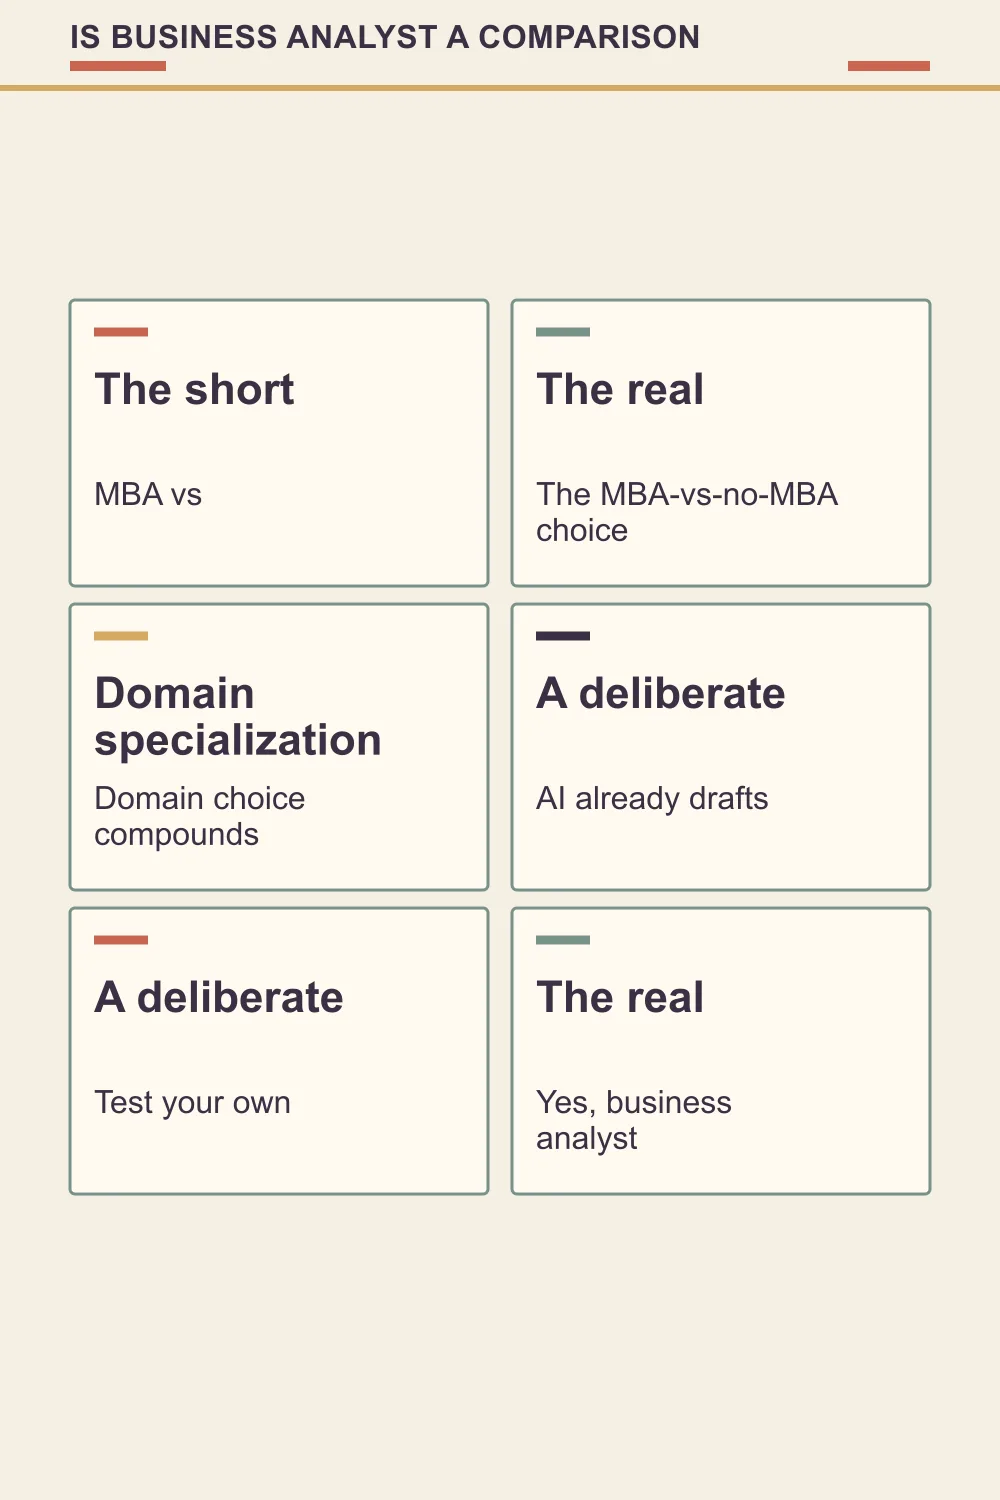 IS BUSINESS ANALYST A COMPARISON
The short
MBA vs
The real
The MBA-vs-no-MBA
choice
Domain
specialization
Domain choice
compounds
A deliberate
AI already drafts
A deliberate
Test your own
The real
Yes, business
analyst